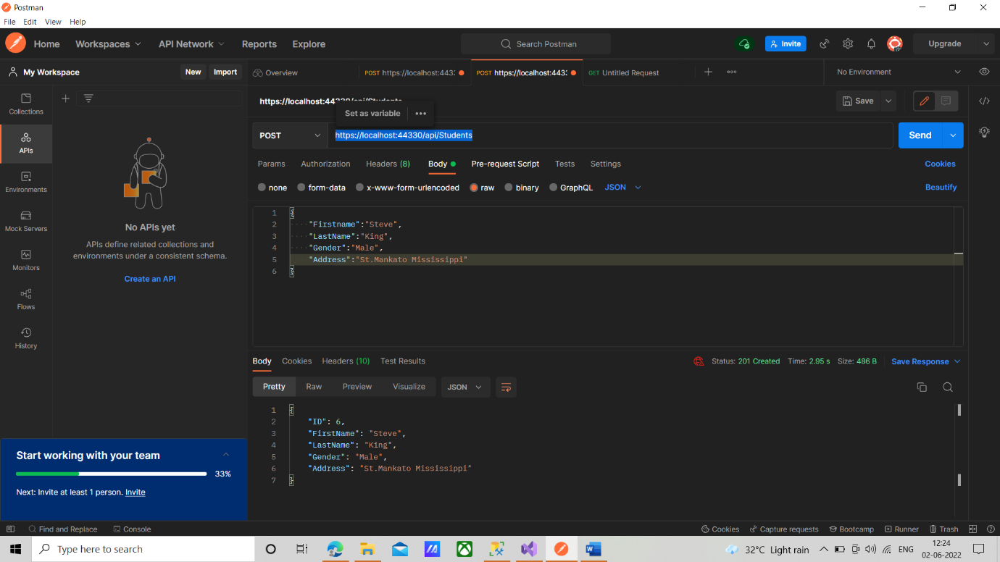 Postman
File Edit View Help
Home Workspaces API Network Reports Explore Search Postman Invite Upgrade
My Workspace New Import Overview POST https://localhost:443: POST https://localhost:443: GET Untitled Request No Environment
Collections
APIs
Environments
Mock Servers
Monitors
Flows
History
No APIs yet
APIs define related collections and
environments under a consistent schema.
Create an API
Start working with your team
33%
Next: Invite at least 1 person. Invite
https://localhost:44330/api/Students Save
Set as variable
POST https://localhost:44330/api/Students Send
Params Authorization Headers (8) Body Pre-request Script Tests Settings Cookies
none form-data x-www-form-urlencoded raw binary GraphQL JSON Beautify
1 {
2 "Firstname":"Steve",
3 "LastName":"King",
4 "Gender":"Male",
5 "Address":"St.Mankato Mississippi"
6 }
Body Cookies Headers (10) Test Results Status: 201 Created Time: 2.95 s Size: 486 B Save Response
Pretty Raw Preview Visualize JSON
1 {
2 "ID": 6,
3 "FirstName": "Steve",
4 "LastName": "King",
5 "Gender": "Male",
6 "Address": "St.Mankato Mississippi"
7 }
Find and Replace Console Cookies Capture requests Bootcamp Runner Trash
Type here to search 32°C Light rain ENG 12:24
02-06-2022